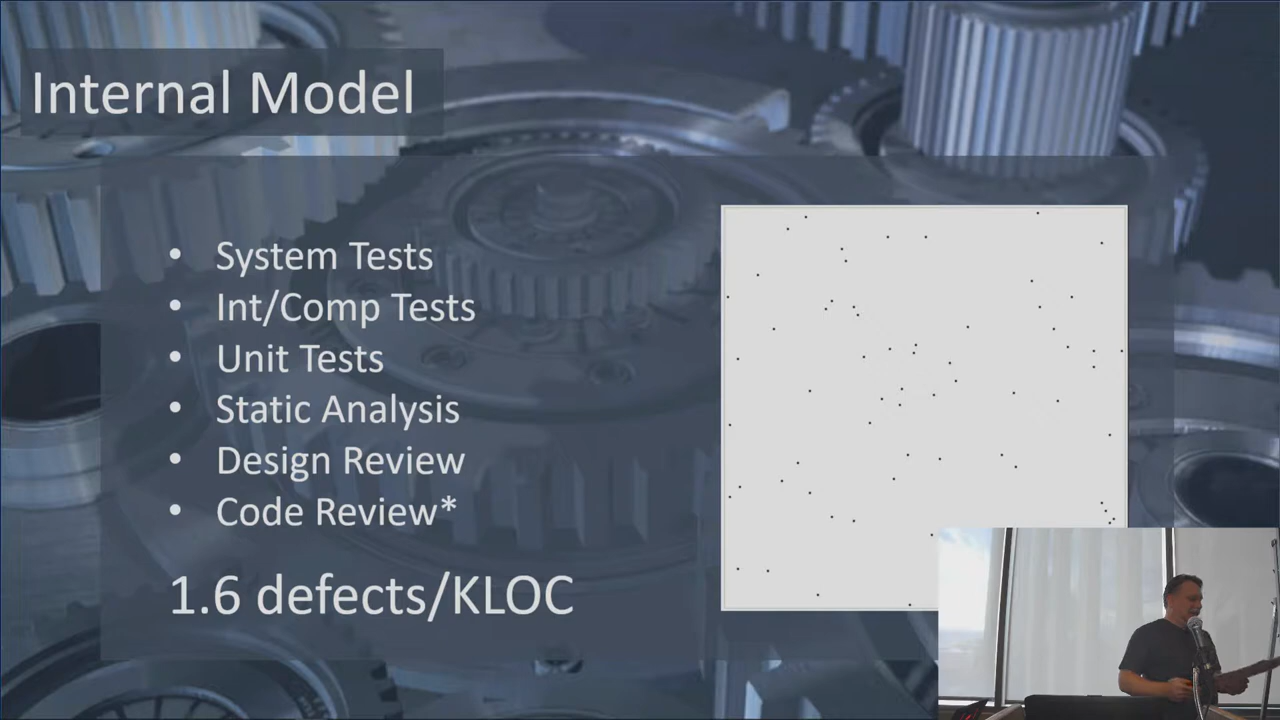 Internal Model
• System Tests
• Int/Comp Tests
• Unit Tests
• Static Analysis
• Design Review
• Code Review*
1.6 defects/KLOC